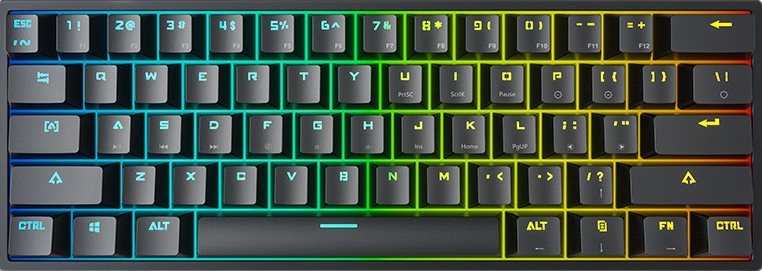 ESC ~ 1! 2@ 3# 4$ 5% 6^ 7& 8* 9( 0) -- =+
F1 F2 F3 F4 F5 F6 F7 F8 F9 F10 F11 F12
Q W E R T Y U I O P [{ ]} \|
PrtSC ScrlK Pause
A S D F G H J K L ;: '"
Ins Home PgUP
Z X C V B N M ,< .> /?
CTRL ALT ALT FN CTRL